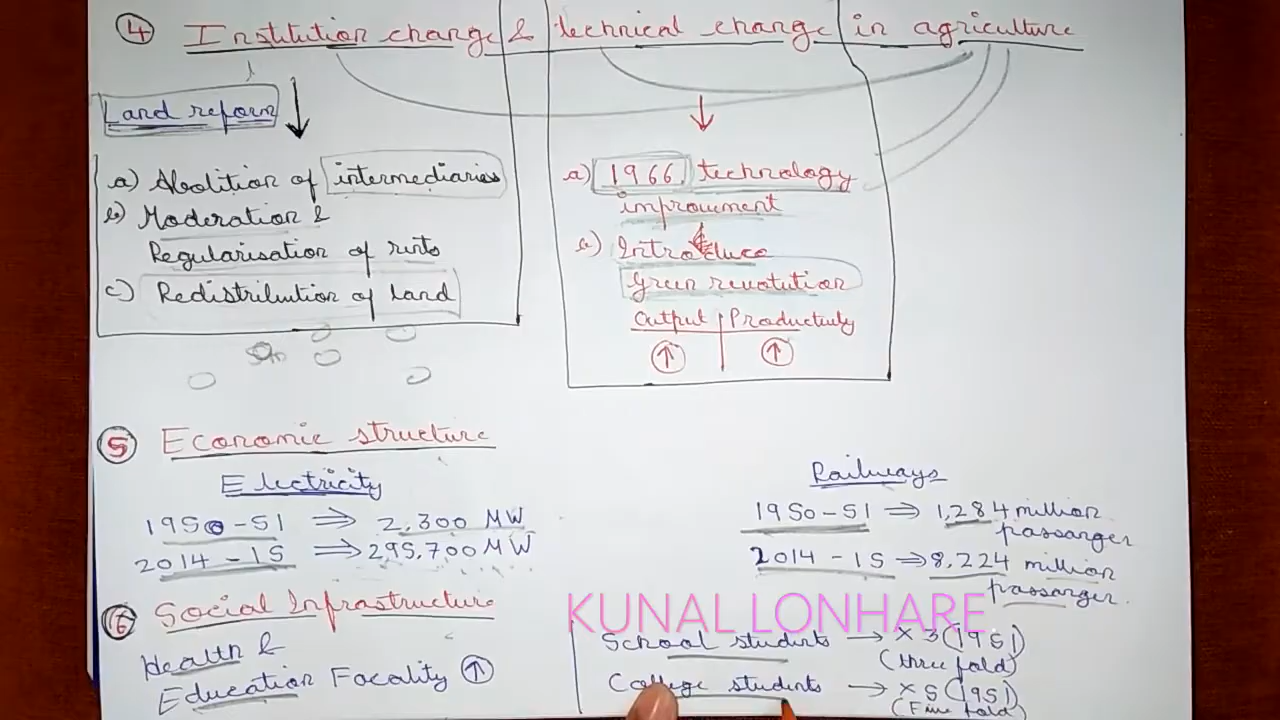 4 Institution change & technical change in agriculture
Land reform
a) Abolition of intermediaries
b) Moderation &
Regularisation of rents
c) Redistribution of land
a) 1966 technology
improvement
b) Introduce
Green revolution
Output | Productivity
↑ ↑
5 Economic structure
Electricity
1950-51 ⇒ 2,300 MW
2014-15 ⇒ 295,700 MW
Railways
1950-51 ⇒ 1,284 million
passanger
2014-15 ⇒ 8,224 million
passanger.
6 Social Infrastructure
Health &
Education Focality ↑
KUNAL LONHARE
School students → x 3 (1951)
(three fold)
College students → x 5 (1951)
(Five fold)